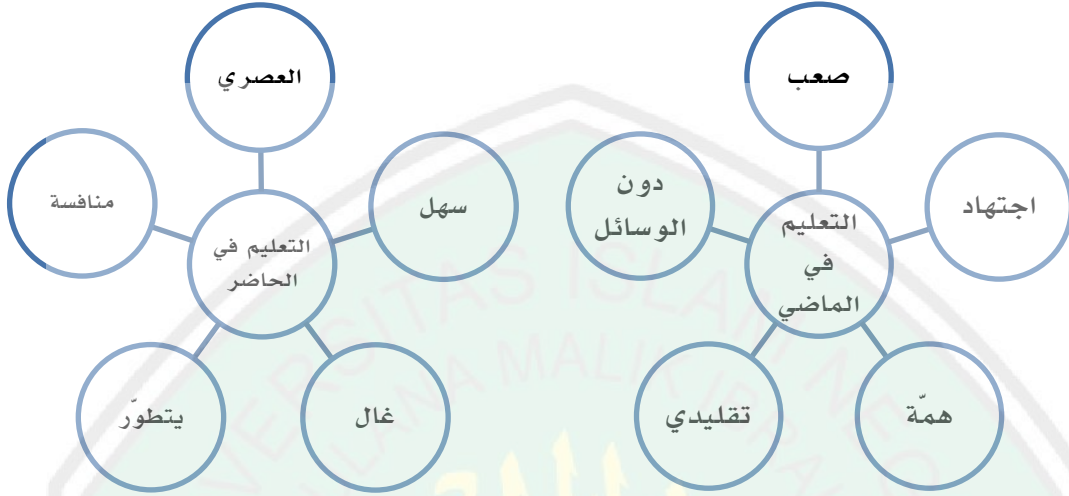 صعب
اجتهاد
همّة
تقليدي
دون
الوسائل
التعليم
في
الماضي
العصري
سهل
غال
يتطوّر
منافسة
التعليم في
الحاضر